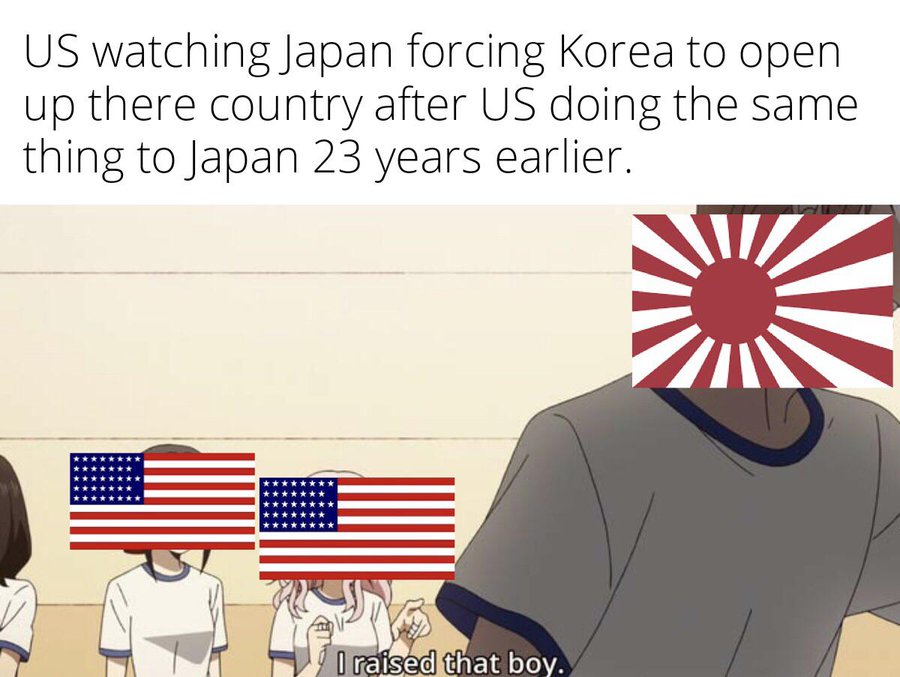 US watching Japan forcing Korea to open
up there country after US doing the same
thing to Japan 23 years earlier.
I raised that boy.